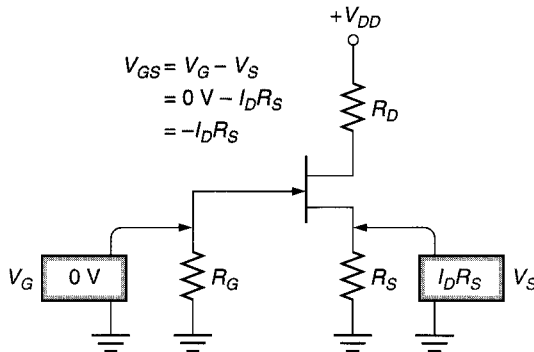 +V_DD
V_GS = V_G – V_S
= 0 V – I_DR_S
= –I_DR_S
R_D
V_G
0 V
R_G
R_S
I_DR_S
V_S